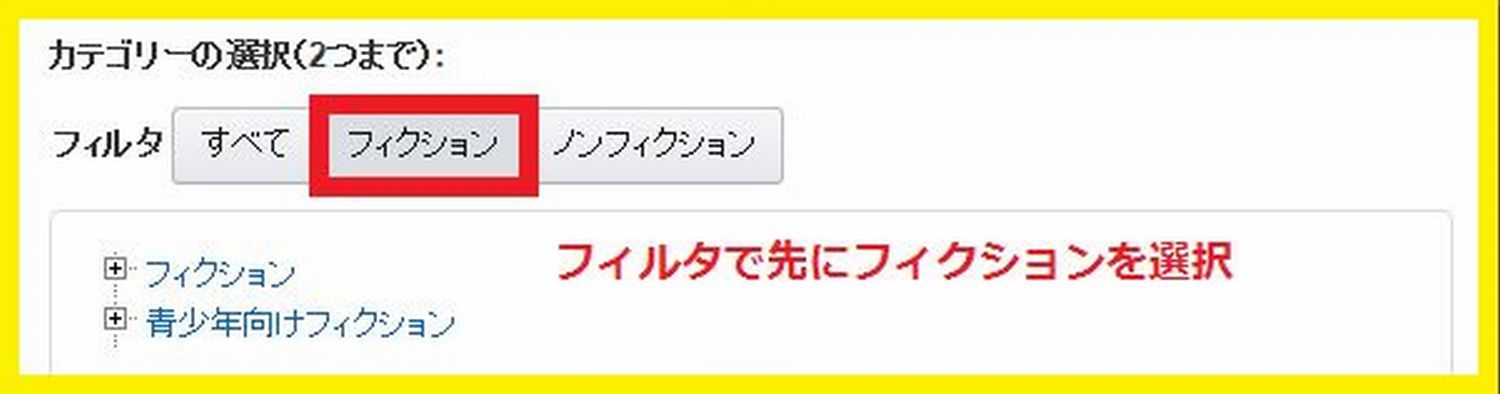 カテゴリーの選択(2つまで):
フィルタ すべて フィクション ノンフィクション
フィクション フィルタで先にフィクションを選択
青少年向けフィクション